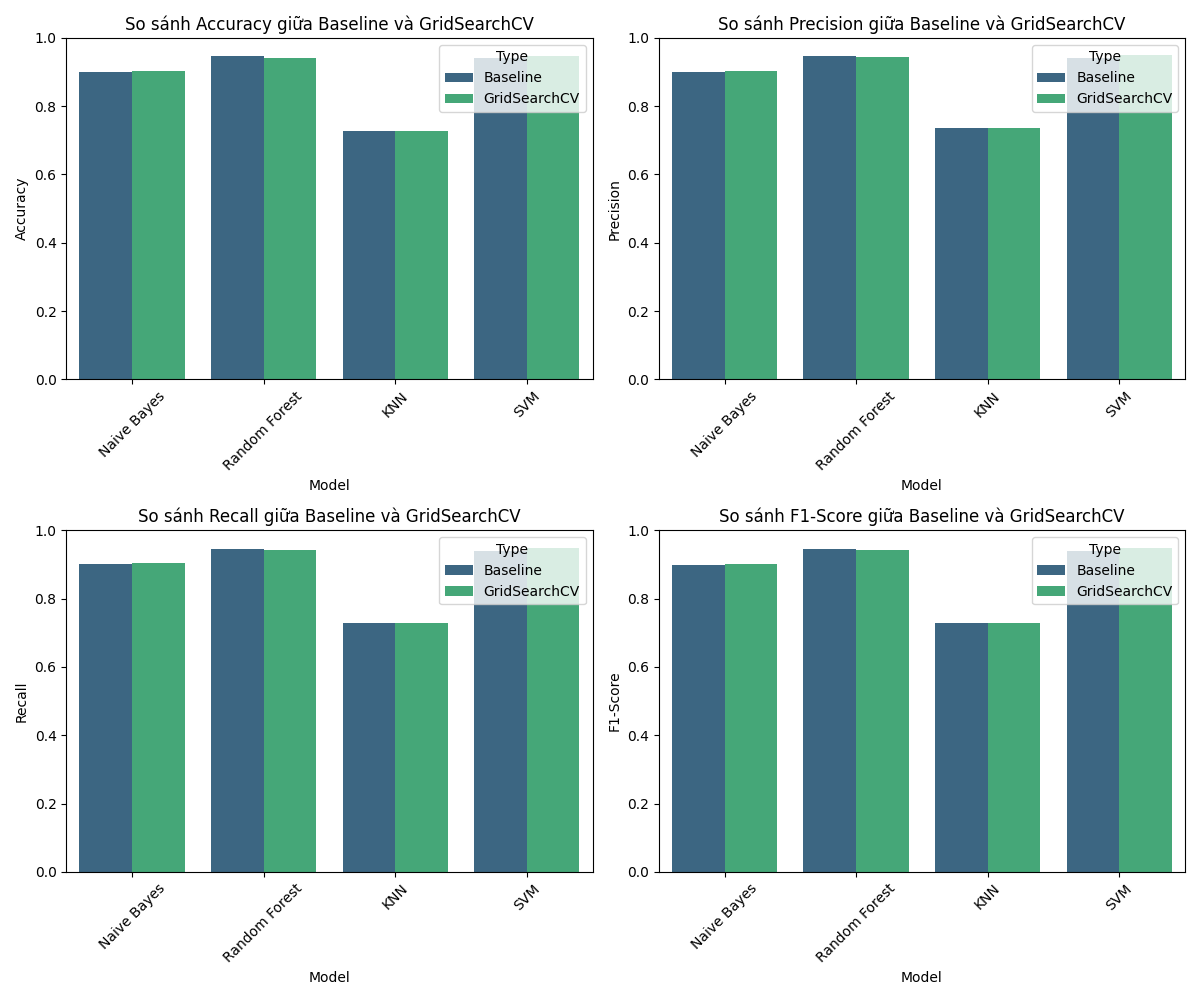 So sánh Accuracy giữa Baseline và GridSearchCV
Type
Baseline
GridSearchCV
1.0
0.8
0.6
0.4
0.2
0.0
Accuracy
Naive Bayes
Random Forest
KNN
SVM
Model
So sánh Precision giữa Baseline và GridSearchCV
Type
Baseline
GridSearchCV
1.0
0.8
0.6
0.4
0.2
0.0
Precision
Naive Bayes
Random Forest
KNN
SVM
Model
So sánh Recall giữa Baseline và GridSearchCV
Type
Baseline
GridSearchCV
1.0
0.8
0.6
0.4
0.2
0.0
Recall
Naive Bayes
Random Forest
KNN
SVM
Model
So sánh F1-Score giữa Baseline và GridSearchCV
Type
Baseline
GridSearchCV
1.0
0.8
0.6
0.4
0.2
0.0
F1-Score
Naive Bayes
Random Forest
KNN
SVM
Model